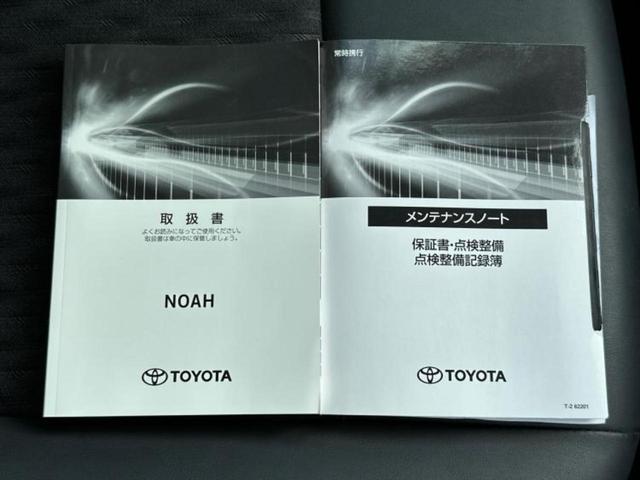 取扱書
よくお読みになってご使用ください。
取扱書は車の中に保管しましょう。
NOAH
TOYOTA
常時携行
メンテナンスノート
保証書・点検整備
点検整備記録簿
TOYOTA
T-2 62201